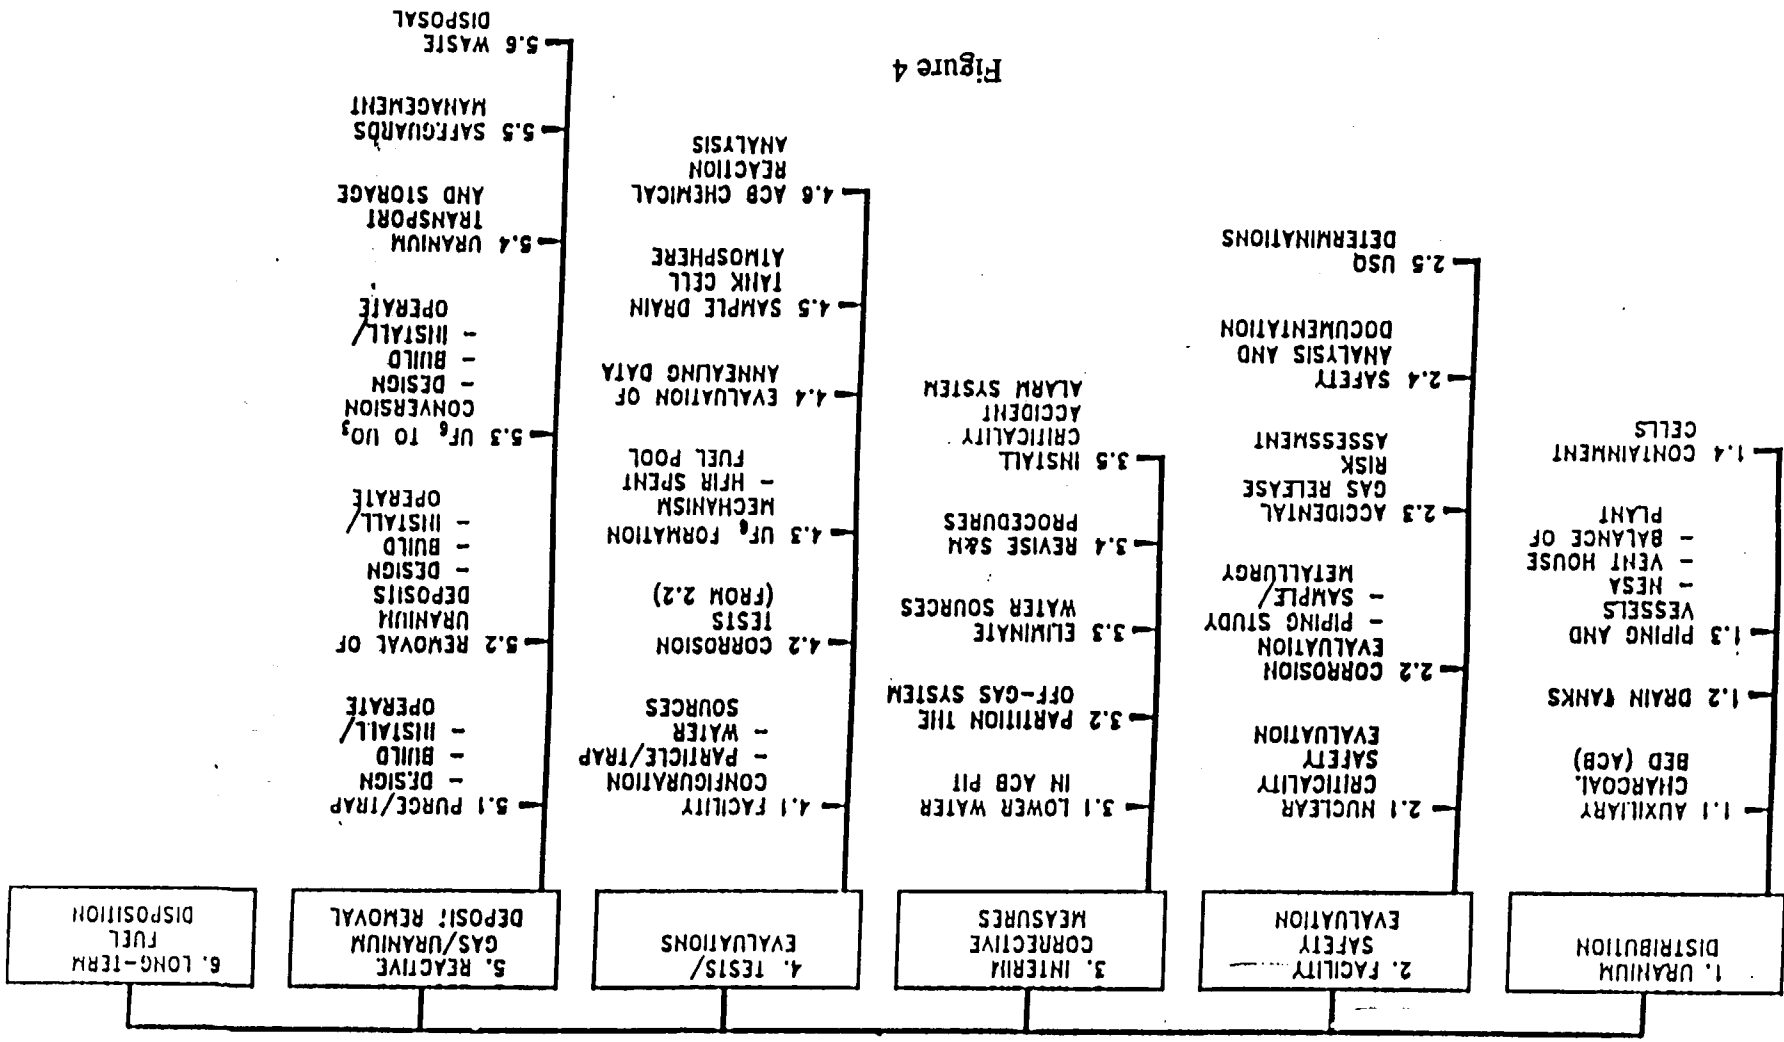 1. URANIUM
DISTRIBUTION
1.1 AUXILIARY
CHARCOAL
BED (ACB)
1.2 DRAIN TANKS
1.3 PIPING AND
VESSELS
- NESA
- VENT HOUSE
- BALANCE OF
PLANT
1.4 CONTAINMENT
CELLS
2. FACILITY
SAFETY
EVALUATION
2.1 NUCLEAR
CRITICALITY
SAFETY
EVALUATION
2.2 CORROSION
EVALUATION
- PIPING STUDY
- SAMPLE/
METALLURGY
2.3 ACCIDENTAL
GAS RELEASE
RISK
ASSESSMENT
2.4 SAFETY
ANALYSIS AND
DOCUMENTATION
2.5 USQ
DETERMINATIONS
3. INTERIM
CORRECTIVE
MEASURES
3.1 LOWER WATER
IN ACB PIT
3.2 PARTITION THE
OFF-GAS SYSTEM
3.3 ELIMINATE
WATER SOURCES
3.4 REVISE S&M
PROCEDURES
3.5 INSTALL
CRITICALITY
ACCIDENT
ALARM SYSTEM
4. TESTS/
EVALUATIONS
4.1 FACILITY
CONFIGURATION
- PARTICLE/TRAP
- WATER
SOURCES
4.2 CORROSION
TESTS
(FROM 2.2)
4.3 UF₆ FORMATION
MECHANISM
- HFIR SPENT
FUEL POOL
4.4 EVALUATION OF
ANNEALING DATA
4.5 SAMPLE DRAIN
TANK CELL
ATMOSPHERE
4.6 ACB CHEMICAL
REACTION
ANALYSIS
5. REACTIVE
GAS/URANIUM
DEPOSIT REMOVAL
5.1 PURGE/TRAP
- DESIGN
- BUILD
- INSTALL/
OPERATE
5.2 REMOVAL OF
URANIUM
DEPOSITS
- DESIGN
- BUILD
- INSTALL/
OPERATE
5.3 UF₆ TO UO₃
CONVERSION
- DESIGN
- BUILD
- INSTALL/
OPERATE
5.4 URANIUM
TRANSPORT
AND STORAGE
5.5 SAFEGUARDS
MANAGEMENT
5.6 WASTE
DISPOSAL
6. LONG-TERM
FUEL
DISPOSITION
Figure 4